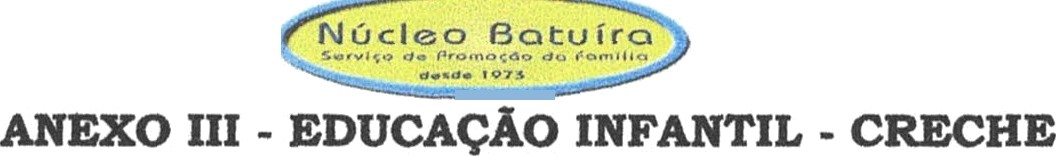 Núcleo Batuíra
Serviço de Promoção da Família
desde 1973
ANEXO III - EDUCAÇÃO INFANTIL - CRECHE